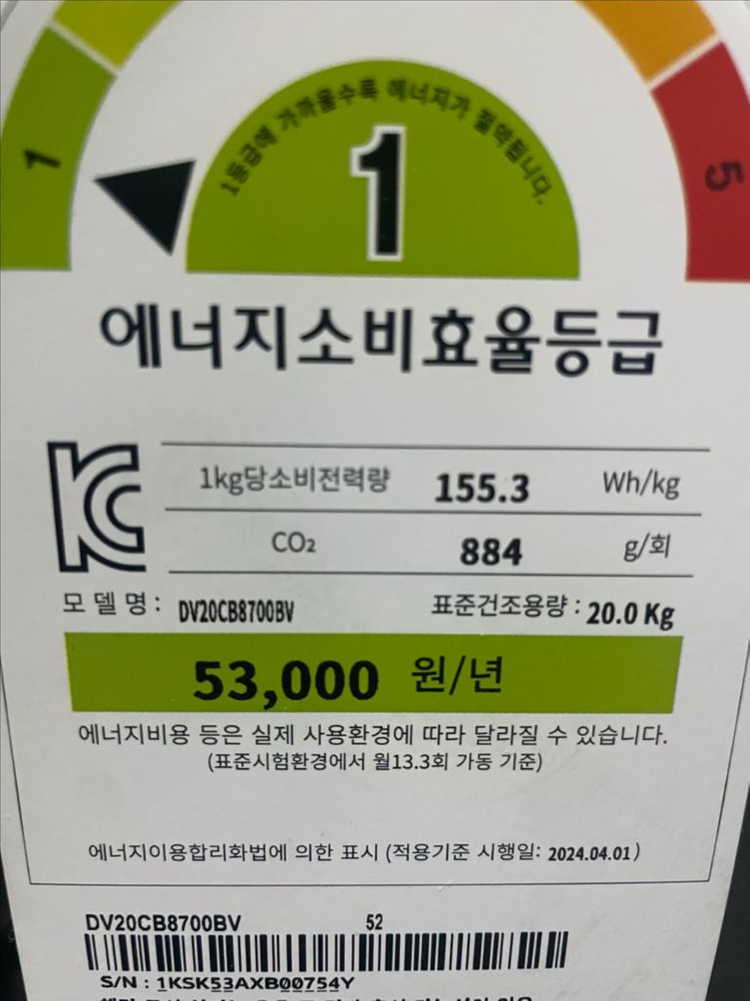 1
5
1등급에 가까울수록 에너지가 절약됩니다.
1
에너지소비효율등급
1kg당소비전력량 155.3 Wh/kg
CO₂ 884 g/회
모델명: DV20CB8700BV 표준건조용량: 20.0 Kg
53,000 원/년
에너지비용 등은 실제 사용환경에 따라 달라질 수 있습니다.
(표준시험환경에서 월13.3회 가동 기준)
에너지이용합리화법에 의한 표시 (적용기준 시행일: 2024.04.01)
DV20CB8700BV 52
S/N : 1KSK53AXB00754Y